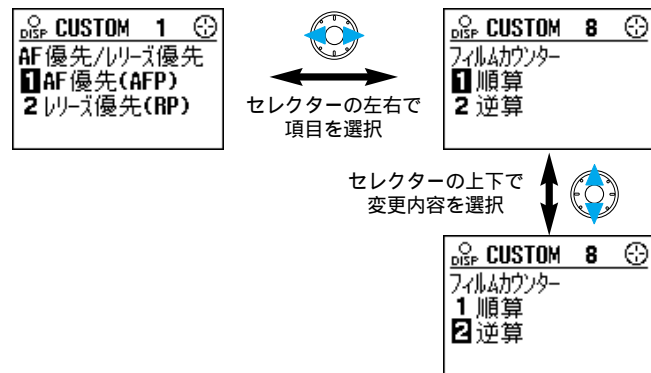 DISP CUSTOM 1
AF優先/レリーズ優先
1 AF優先(AFP)
2 レリーズ優先(RP)
セレクターの左右で
項目を選択
DISP CUSTOM 8
フィルムカウンター
1 順算
2 逆算
セレクターの上下で
変更内容を選択
DISP CUSTOM 8
フィルムカウンター
1 順算
2 逆算